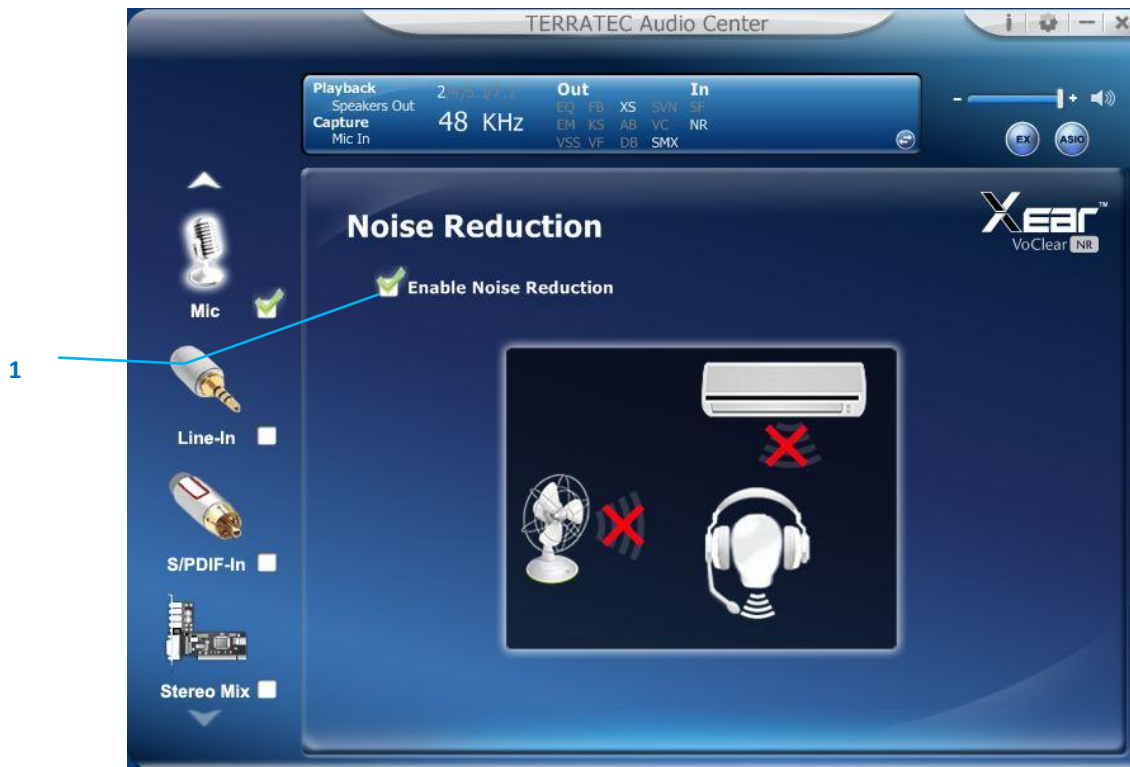 TERRATEC Audio Center
i
Playback
Speakers Out
Capture
Mic In
2
48 KHz
Out
EQ FB XS SVN
EM KS AB VC
VSS VF DB SMX
In
SF
NR
- +
EX ASIO
Mic
Line-In
S/PDIF-In
Stereo Mix
1
Noise Reduction
Enable Noise Reduction
Xear™
VoClear NR